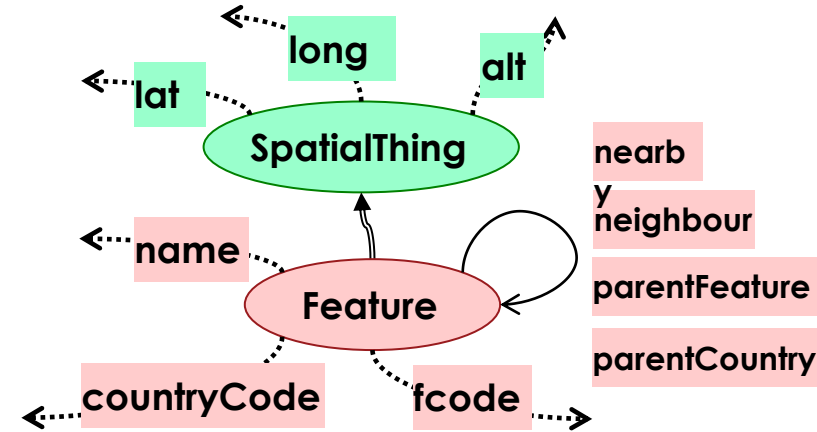 long
alt
lat
SpatialThing
nearb
y
neighbour
name
parentFeature
Feature
parentCountry
countryCode
fcode